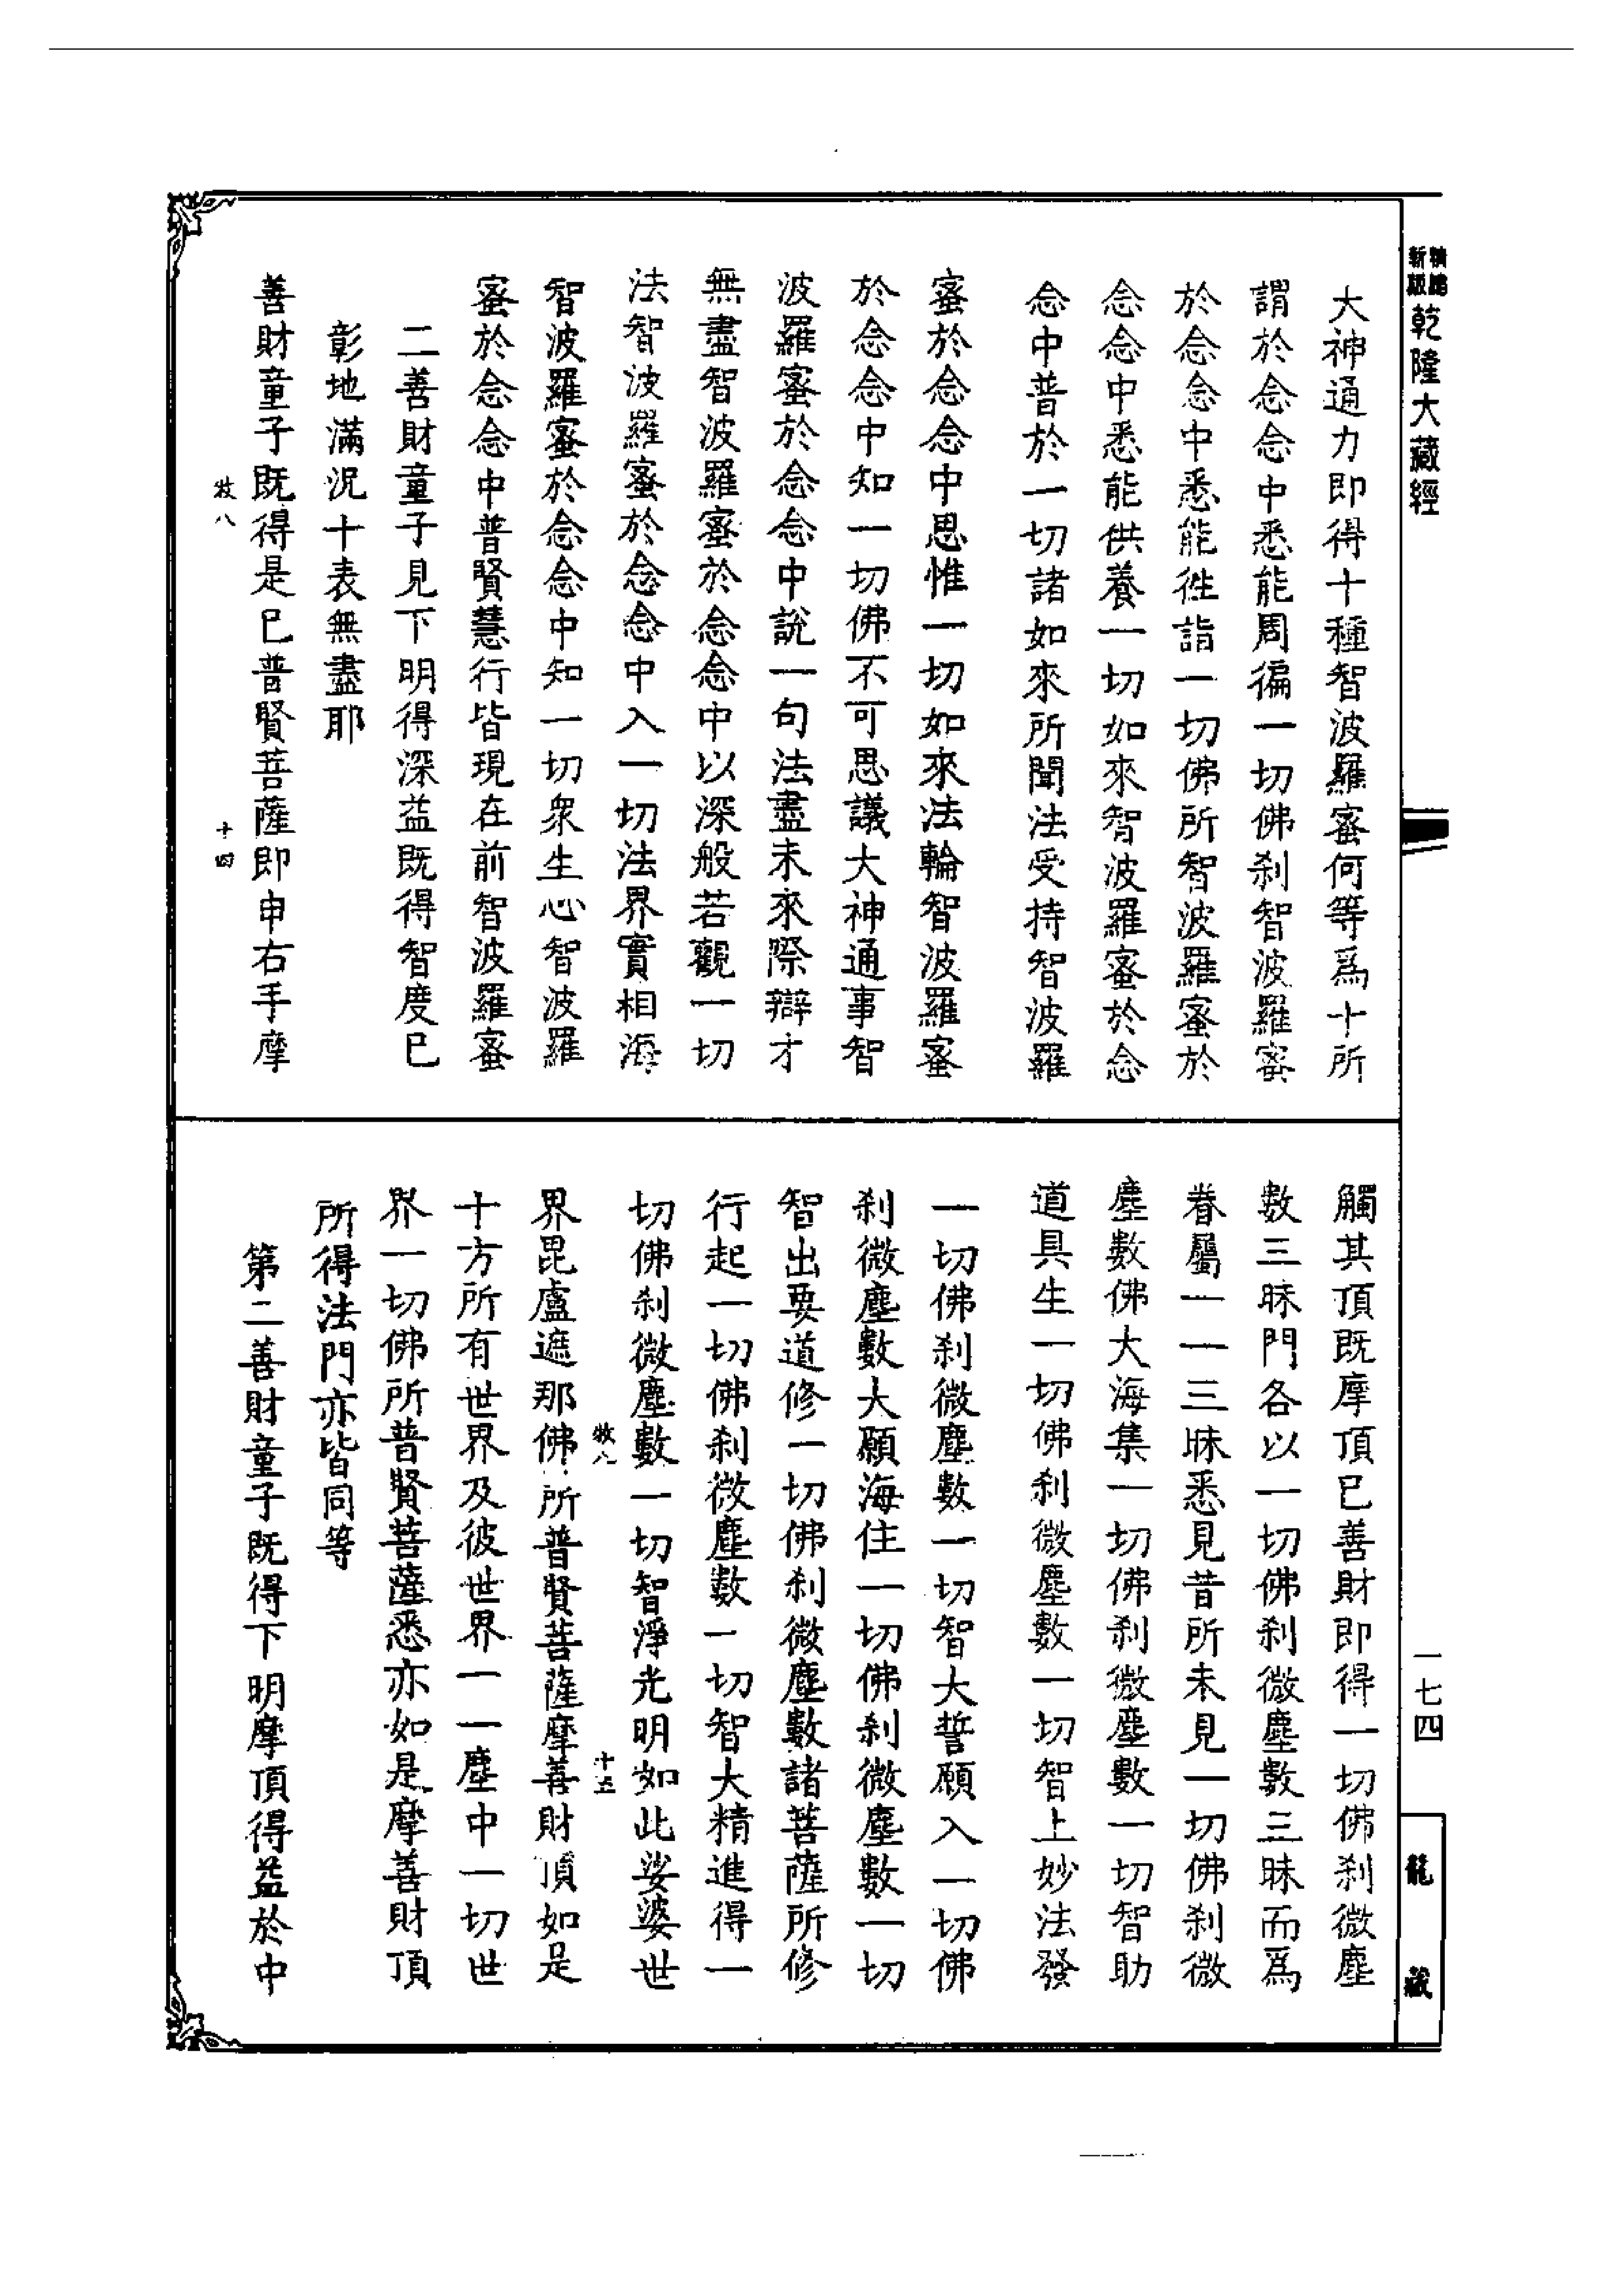 乾隆大藏經
大神通力即得十種智波羅蜜何等爲十所
謂於念念中悉能周徧一切佛刹智波羅蜜
於念念中悉能徃詣一切佛所智波羅蜜於
念念中悉能供養一切如來智波羅蜜於念
念中普於一切諸如來所聞法受持智波羅
蜜於念念中思惟一切如來法輪智波羅蜜
於念念中知一切佛不可思議大神通事智
波羅蜜於念念中說一句法盡未來際辯才
無盡智波羅蜜於念念中以深般若觀一切
法智波羅蜜於念念中入一切法界實相海
智波羅蜜於念念中知一切衆生心智波羅
蜜於念念中普賢慧行皆現在前智波羅蜜
二善財童子見下明得深益既得智度已
彰地滿況十表無盡耶
善財童子既得是已普賢菩薩即申右手摩
八 十四
觸其頂既摩頂已善財即得一切佛刹微塵
數三昧門各以一切佛刹微塵數三昧而爲
眷屬一一三昧悉見昔所未見一切佛刹微
塵數佛大海集一切佛刹微塵數一切智助
道具生一切佛刹微塵數一切智上妙法發
一切佛刹微塵數一切智大誓願入一切佛
刹微塵數大願海住一切佛刹微塵數一切
智出要道修一切佛刹微塵數諸菩薩所修
行起一切佛刹微塵數一切智大精進得一
切佛刹微塵數一切智淨光明如此娑婆世
八 十五
界毘盧遮那佛所普賢菩薩摩善財頂如是
十方所有世界及彼世界一一塵中一切世
界一切佛所普賢菩薩悉亦如是摩善財頂
所得法門亦皆同等
第二善財童子既得下明摩頂得益於中
一七四
龍藏